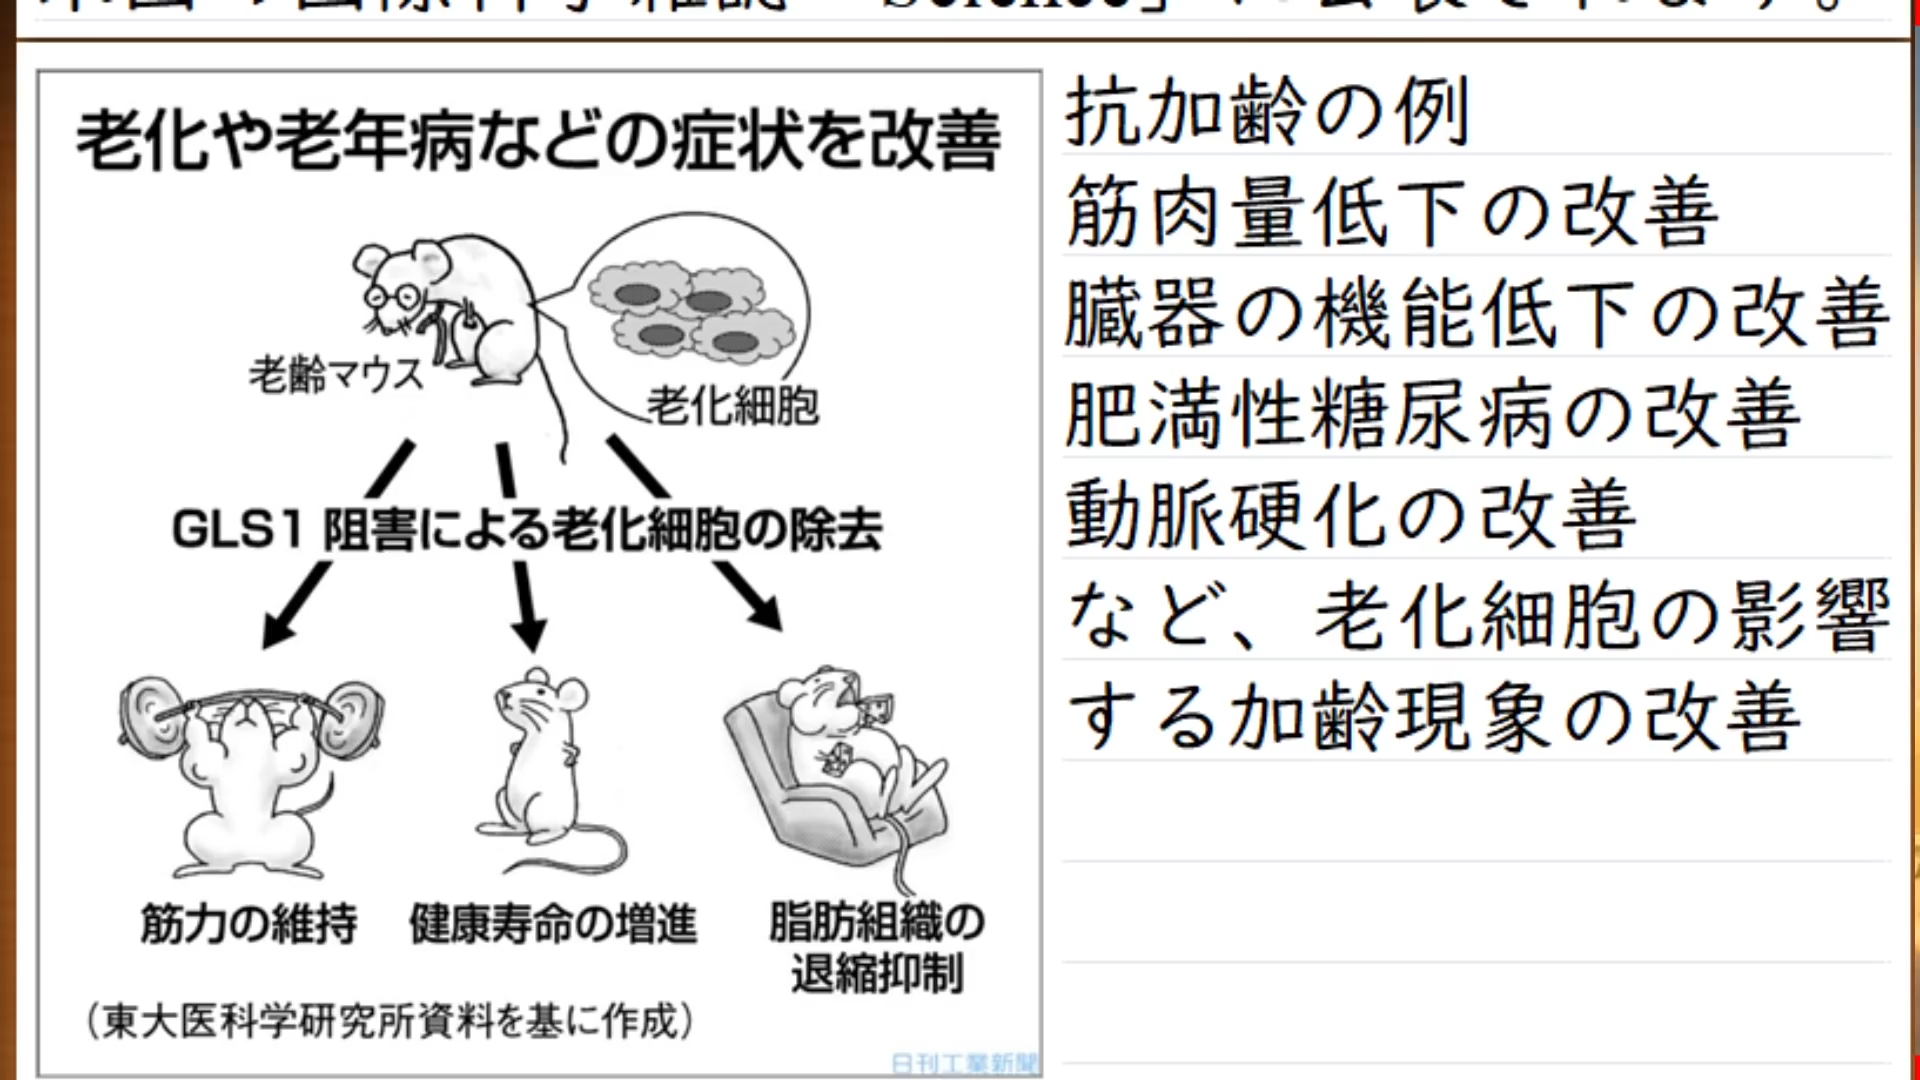 老化や老年病などの症状を改善
老齢マウス
老化細胞
GLS1 阻害による老化細胞の除去
筋力の維持
健康寿命の増進
脂肪組織の
退縮抑制
（東大医科学研究所資料を基に作成）
日刊工業新聞
抗加齢の例
筋肉量低下の改善
臓器の機能低下の改善
肥満性糖尿病の改善
動脈硬化の改善
など、老化細胞の影響
する加齢現象の改善